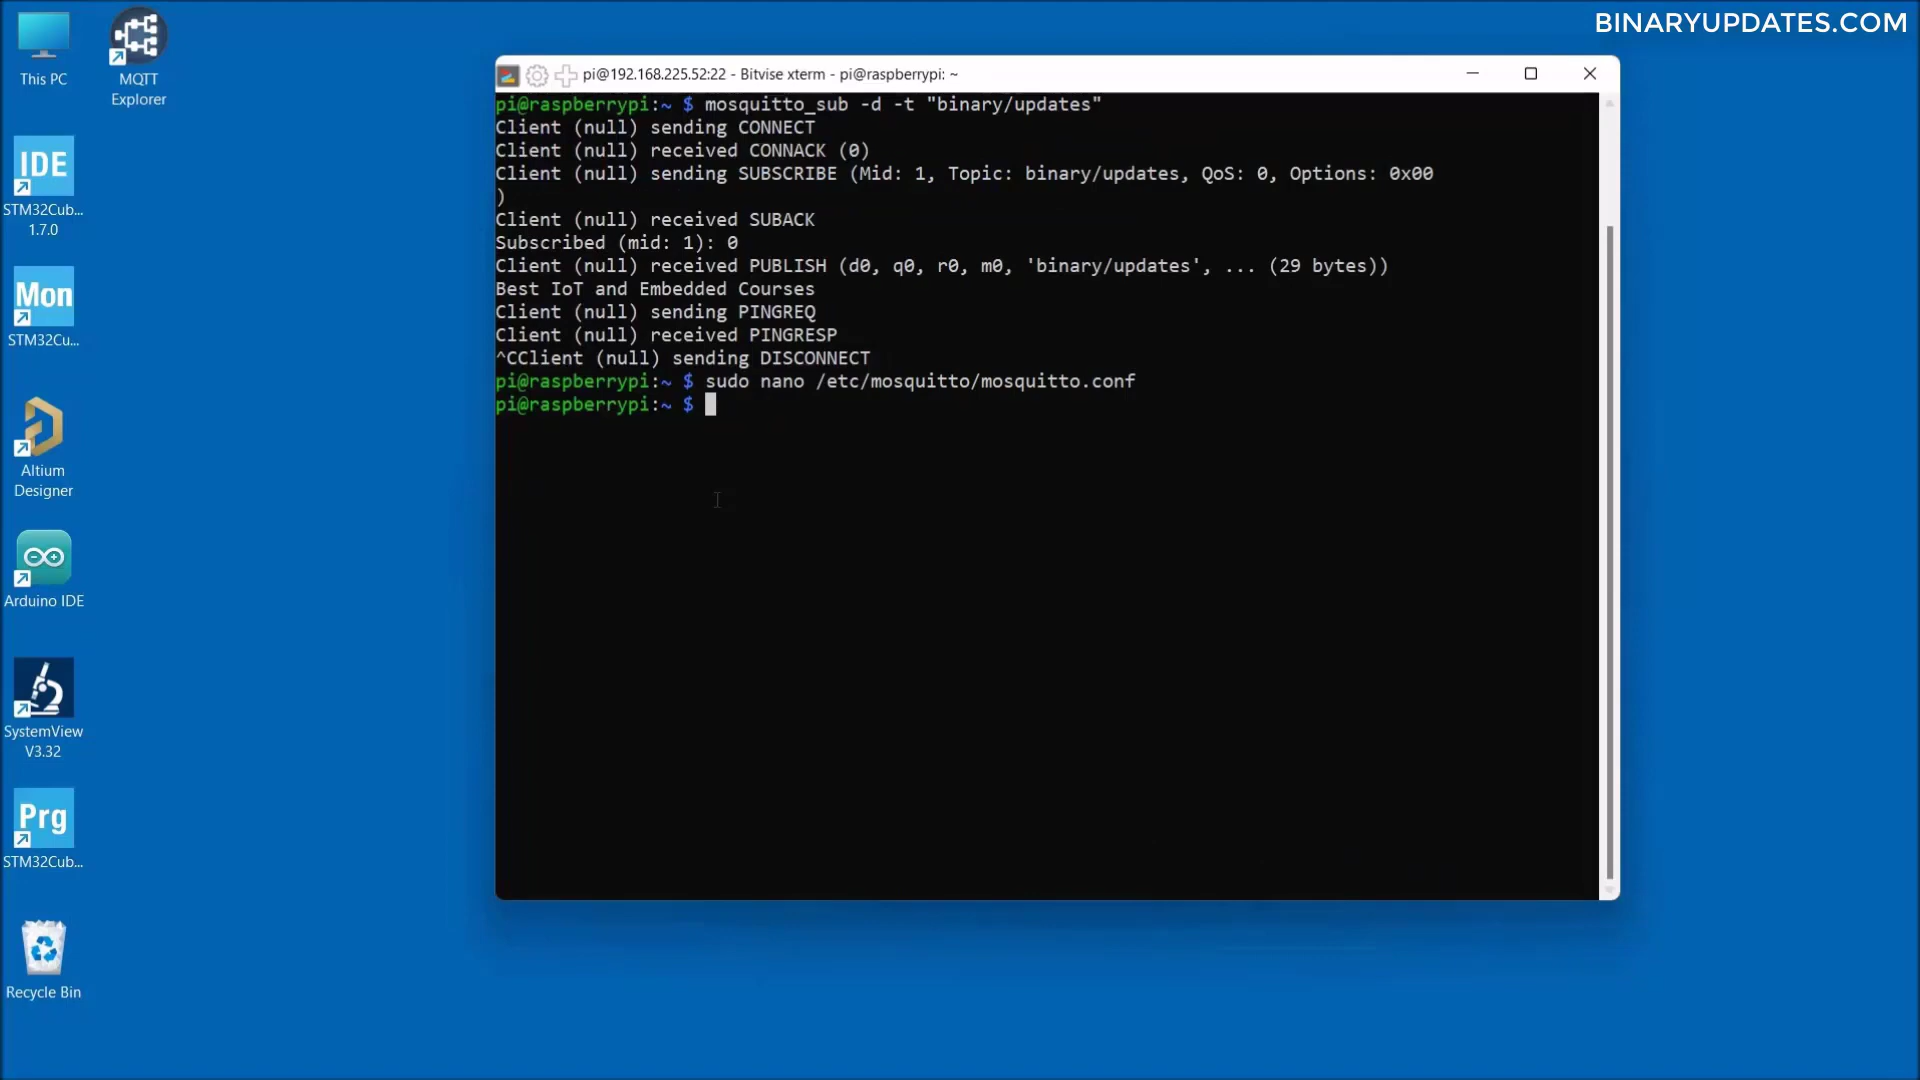 BINARYUPDATES.COM
This PC
MQTT
Explorer
IDE
STM32Cub...
1.7.0
Mon
STM32Cu...
Altium
Designer
Arduino IDE
SystemView
V3.32
Prg
STM32Cub...
Recycle Bin
pi@192.168.225.52:22 - Bitvise xterm - pi@raspberrypi: ~
pi@raspberrypi:~ $ mosquitto_sub -d -t "binary/updates"
Client (null) sending CONNECT
Client (null) received CONNACK (0)
Client (null) sending SUBSCRIBE (Mid: 1, Topic: binary/updates, QoS: 0, Options: 0x00
)
Client (null) received SUBACK
Subscribed (mid: 1): 0
Client (null) received PUBLISH (d0, q0, r0, m0, 'binary/updates', ... (29 bytes))
Best IoT and Embedded Courses
Client (null) sending PINGREQ
Client (null) received PINGRESP
^CClient (null) sending DISCONNECT
pi@raspberrypi:~ $ sudo nano /etc/mosquitto/mosquitto.conf
pi@raspberrypi:~ $